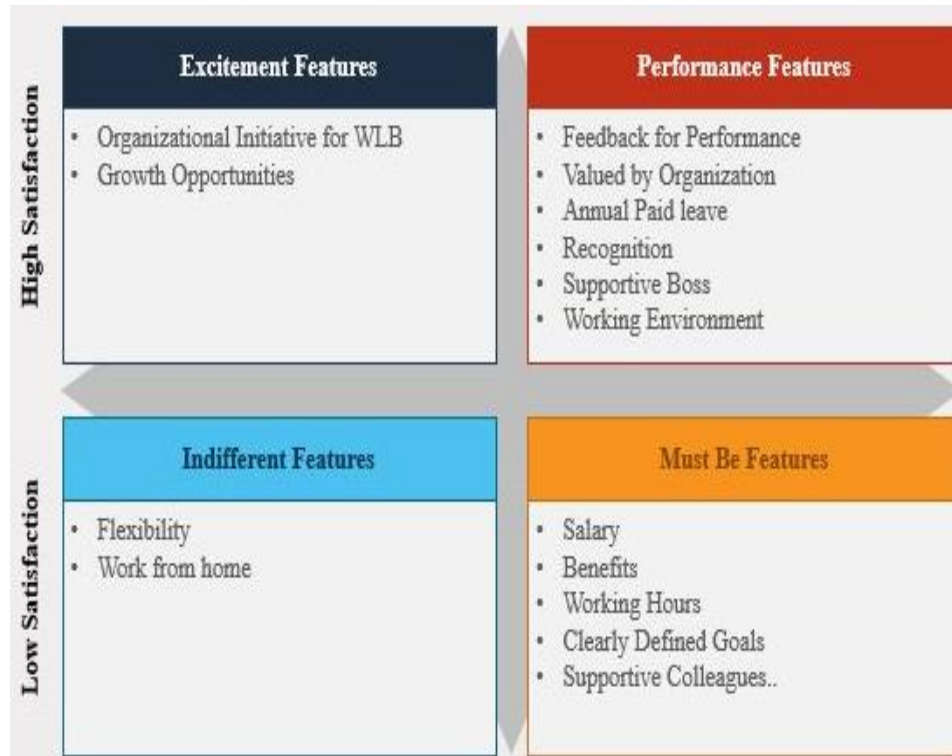 High Satisfaction
Excitement Features
• Organizational Initiative for WLB
• Growth Opportunities
Performance Features
• Feedback for Performance
• Valued by Organization
• Annual Paid leave
• Recognition
• Supportive Boss
• Working Environment
Low Satisfaction
Indifferent Features
• Flexibility
• Work from home
Must Be Features
• Salary
• Benefits
• Working Hours
• Clearly Defined Goals
• Supportive Colleagues..